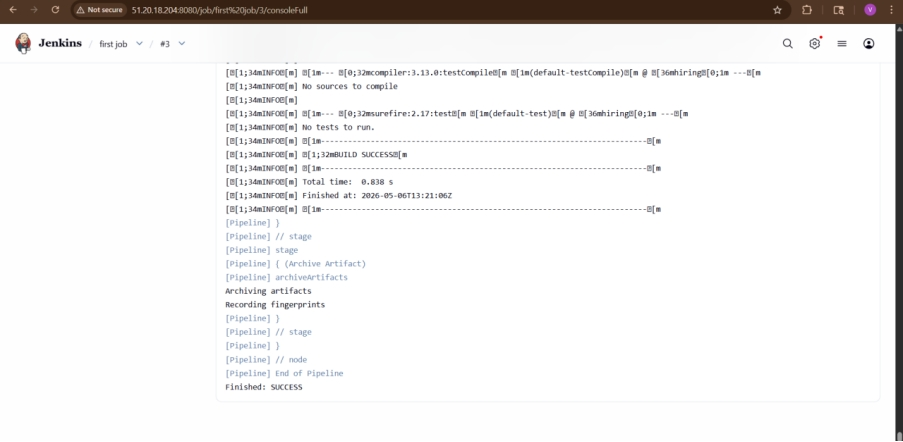 Not secure 51.20.18.204:8080/job/first%20job/3/consoleFull
V
Jenkins / first job / #3
[␛[1;34mINFO␛[m] ␛[1m--- ␛[0;32mcompiler:3.13.0:testCompile␛[m ␛[1m(default-testCompile)␛[m @ ␛[36mhiring␛[0;1m ---␛[m
[␛[1;34mINFO␛[m] No sources to compile
[␛[1;34mINFO␛[m]
[␛[1;34mINFO␛[m] ␛[1m--- ␛[0;32msurefire:2.17:test␛[m ␛[1m(default-test)␛[m @ ␛[36mhiring␛[0;1m ---␛[m
[␛[1;34mINFO␛[m] No tests to run.
[␛[1;34mINFO␛[m] ␛[1m------------------------------------------------------------------------␛[m
[␛[1;34mINFO␛[m] ␛[1;32mBUILD SUCCESS␛[m
[␛[1;34mINFO␛[m] ␛[1m------------------------------------------------------------------------␛[m
[␛[1;34mINFO␛[m] Total time:  0.838 s
[␛[1;34mINFO␛[m] Finished at: 2026-05-06T13:21:06Z
[␛[1;34mINFO␛[m] ␛[1m------------------------------------------------------------------------␛[m
[Pipeline] }
[Pipeline] // stage
[Pipeline] stage
[Pipeline] { (Archive Artifact)
[Pipeline] archiveArtifacts
Archiving artifacts
Recording fingerprints
[Pipeline] }
[Pipeline] // stage
[Pipeline] }
[Pipeline] // node
[Pipeline] End of Pipeline
Finished: SUCCESS